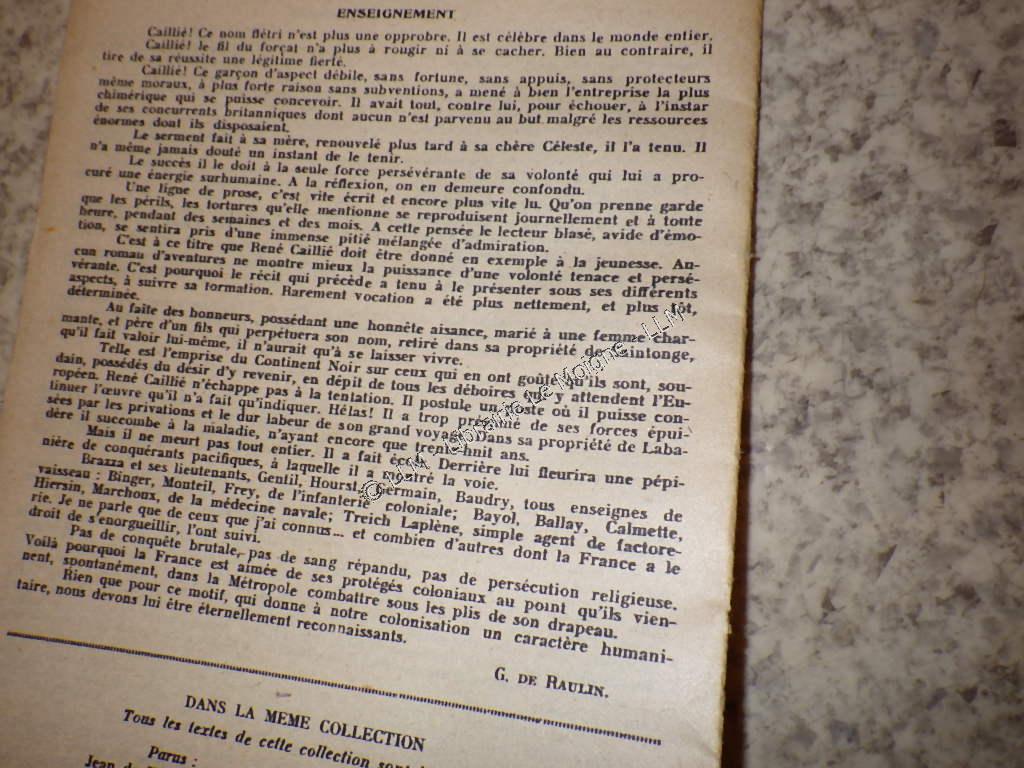 ENSEIGNEMENT
Caillié! Ce nom flétri n'est plus une opprobre. Il est célèbre dans le monde entier.
Caillié! le fil du forçat n'a plus à rougir ni à se cacher. Bien au contraire, il
tire de sa réussite une légitime fierté.
Caillié! Ce garçon d'aspect débile, sans fortune, sans appuis, sans protecteurs
même moraux, à plus forte raison sans subventions, a mené à bien l'entreprise la plus
chimérique qui se puisse concevoir. Il avait tout, contre lui, pour échouer, à l'instar
de ses concurrents britanniques dont aucun n'est parvenu au but malgré les ressources
énormes dont ils disposaient.
Le serment fait à sa mère, renouvelé plus tard à sa chère Céleste, il l'a tenu. Il
n'a même jamais douté un instant de le tenir.
Le succès il le doit à la seule force persévérante de sa volonté qui lui a pro-
curé une énergie surhumaine. A la réflexion, on en demeure confondu.
Une ligne de prose, c'est vite écrit et encore plus vite lu. Qu'on prenne garde
que les périls, les tortures qu'elle mentionne se reproduisent journellement et à toute
heure, pendant des semaines et des mois. A cette pensée le lecteur blasé, avide d'émo-
tion, se sentira pris d'une immense pitié mélangée d'admiration.
C'est à ce titre que René Caillié doit être donné en exemple à la jeunesse. Au-
cun roman d'aventures ne montre mieux la puissance d'une volonté tenace et persé-
vérante. C'est pourquoi le récit qui précède a tenu à le présenter sous ses différents
aspects, à suivre sa formation. Rarement vocation a été plus nettement, et plus tôt,
déterminée.
Au faîte des honneurs, possédant une honnête aisance, marié à une femme char-
mante, et père d'un fils qui perpétuera son nom, retiré dans sa propriété de Saintonge,
qu'il fait valoir lui-même, il n'aurait qu'à se laisser vivre.
Telle est l'emprise du Continent Noir sur ceux qui en ont goûté qu'ils sont, sou-
dain, possédés du désir d'y revenir, en dépit de tous les déboires qui y attendent l'Eu-
ropéen. René Caillié n'échappe pas à la tentation. Il postule un poste où il puisse con-
tinuer l'œuvre qu'il n'a fait qu'indiquer. Hélas! Il a trop présumé de ses forces épui-
sées par les privations et le dur labeur de son grand voyage. Dans sa propriété de Laba-
dère il succombe à la maladie, n'ayant encore que trente-huit ans.
Mais il ne meurt pas tout entier. Il a fait école. Derrière lui fleurira une pépi-
nière de conquérants pacifiques, à laquelle il a montré la voie.
Brazza et ses lieutenants, Gentil, Hourst, Germain, Baudry, tous enseignes de
vaisseau; Binger, Monteil, Frey, de l'infanterie coloniale; Bayol, Ballay, Calmette,
Hiersin, Marchoux, de la médecine navale; Treich Laplène, simple agent de factore-
rie. Je ne parle que de ceux que j'ai connus... et combien d'autres dont la France a le
droit de s'enorgueillir, l'ont suivi.
Pas de conquête brutale, pas de sang répandu, pas de persécution religieuse.
Voilà pourquoi la France est aimée de ses protégés coloniaux au point qu'ils vien-
nent, spontanément, dans la Métropole combattre sous les plis de son drapeau.
Rien que pour ce motif, qui donne à notre colonisation un caractère humani-
taire, nous devons lui être éternellement reconnaissants.
G. DE RAULIN.
DANS LA MEME COLLECTION
Tous les textes de cette collection sont
Parus :
Jean
© LLM - Librairie Le Moigne - LLM